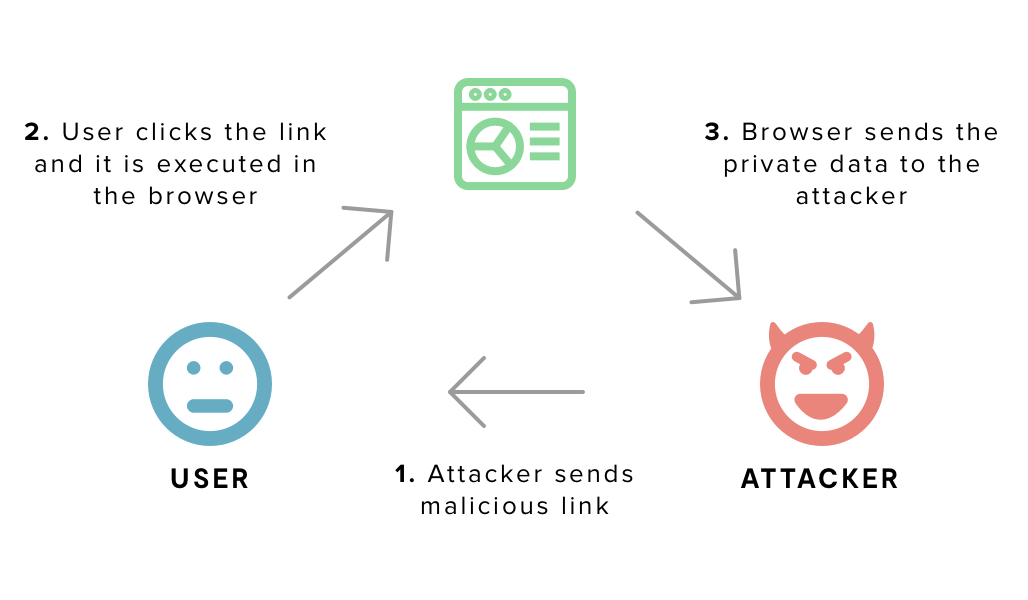 2. User clicks the link
and it is executed in
the browser
3. Browser sends the
private data to the
attacker
USER
1. Attacker sends
malicious link
ATTACKER